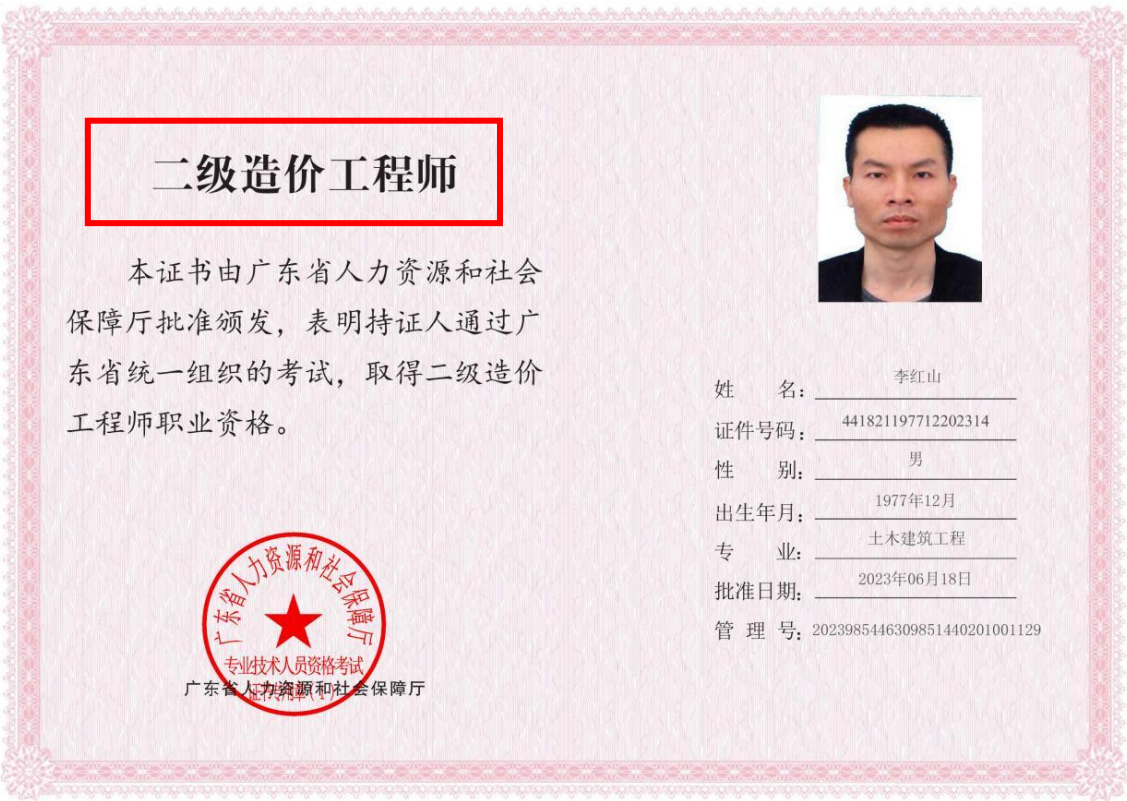 二级造价工程师
本证书由广东省人力资源和社会
保障厅批准颁发，表明持证人通过广
东省统一组织的考试，取得二级造价
工程师职业资格。
广东省人力资源和社会保障厅
专业技术人员资格考试
广东省人力资源和社会保障厅
姓 名：李红山
证件号码：441821197712202314
性 别：男
出生年月：1977年12月
专 业：土木建筑工程
批准日期：2023年06月18日
管 理 号：2023985446309851440201001129